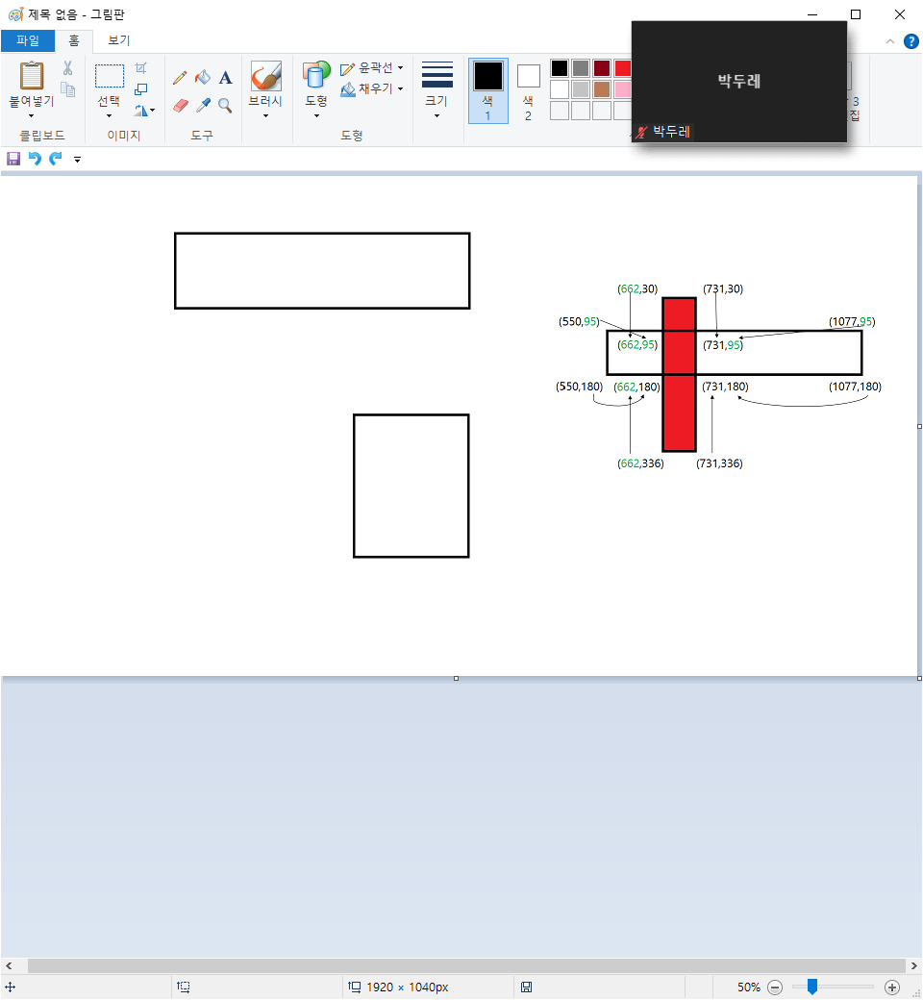 제목 없음 - 그림판
파일 홈 보기
박두레
박두레
붙여넣기 선택 A 브러시 도형 윤곽선 채우기 크기 색 1 색 2
3
집
클립보드 이미지 도구 도형
(662,30) (731,30)
(550,95) (1077,95)
(662,95) (731,95)
(550,180) (662,180) (731,180) (1077,180)
(662,336) (731,336)
1920 × 1040px 50%